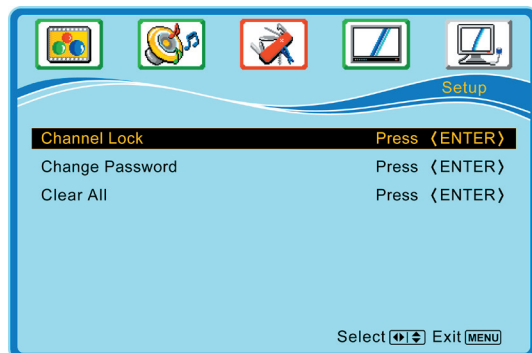 Setup
Channel Lock Press 〈ENTER〉
Change Password Press 〈ENTER〉
Clear All Press 〈ENTER〉
Select Exit MENU